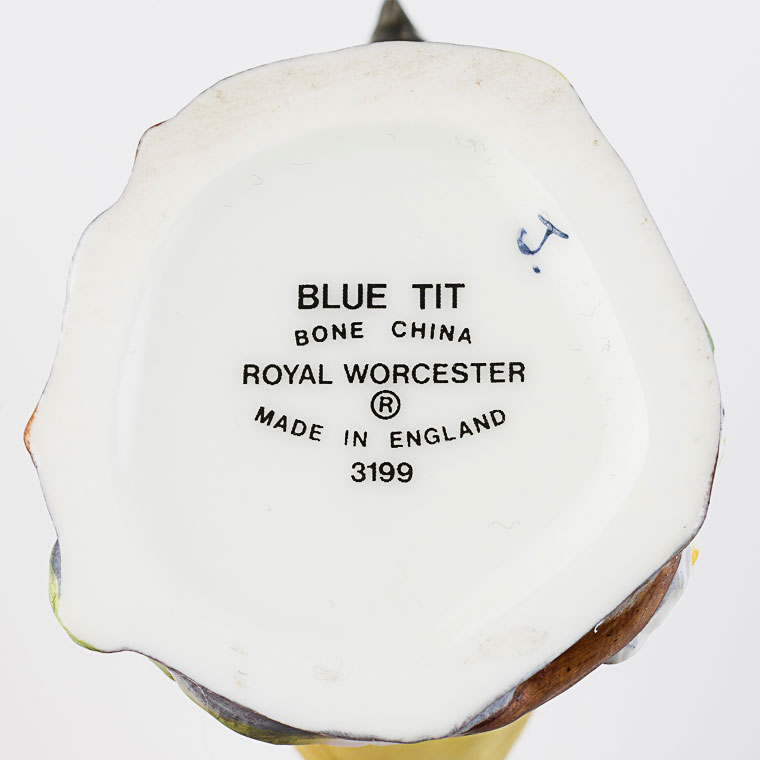 BLUE TIT
BONE CHINA
ROYAL WORCESTER
®
MADE IN ENGLAND
3199